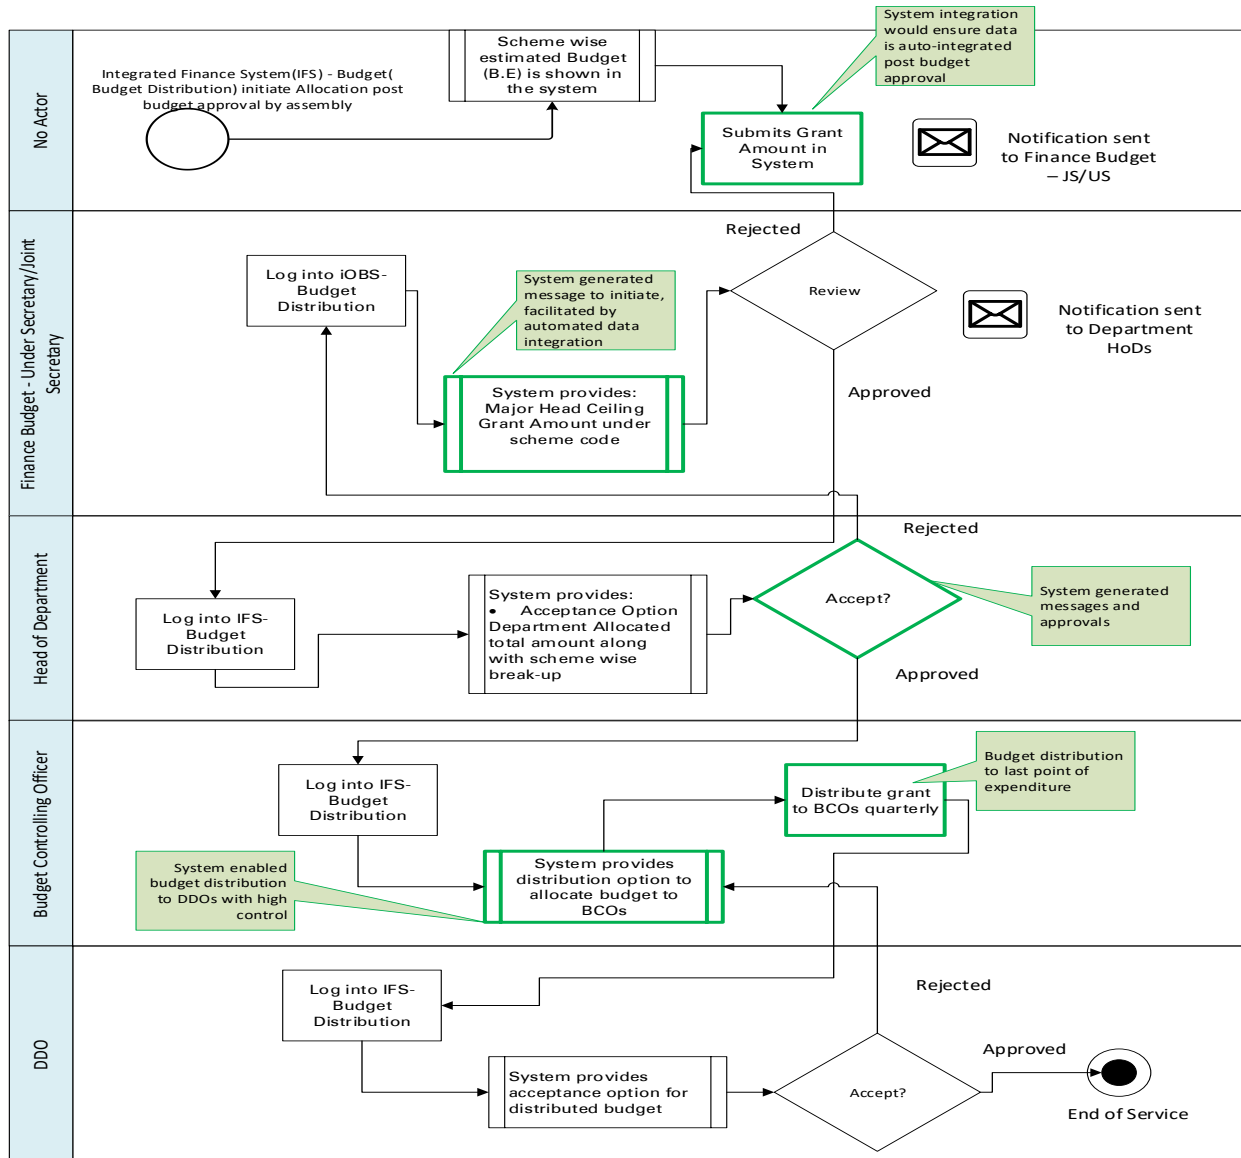 No Actor
Integrated Finance System(IFS) - Budget(
Budget Distribution) initiate Allocation post
budget approval by assembly
Scheme wise
estimated Budget
(B.E) is shown in
the system
System integration
would ensure data
is auto-integrated
post budget
approval
Submits Grant
Amount in
System
Notification sent
to Finance Budget
– JS/US
Finance Budget - Under Secretary/Joint
Secretary
Log into iOBS-
Budget
Distribution
System generated
message to initiate,
facilitated by
automated data
integration
System provides:
Major Head Ceiling
Grant Amount under
scheme code
Rejected
Review
Approved
Notification sent
to Department
HoDs
Head of Department
Log into IFS-
Budget
Distribution
System provides:
• Acceptance Option
Department Allocated
total amount along
with scheme wise
break-up
Rejected
Accept?
Approved
System generated
messages and
approvals
Budget Controlling Officer
Log into IFS-
Budget
Distribution
System enabled
budget distribution
to DDOs with high
control
System provides
distribution option to
allocate budget to
BCOs
Distribute grant
to BCOs quarterly
Budget distribution
to last point of
expenditure
DDO
Log into IFS-
Budget
Distribution
System provides
acceptance option for
distributed budget
Rejected
Accept?
Approved
End of Service